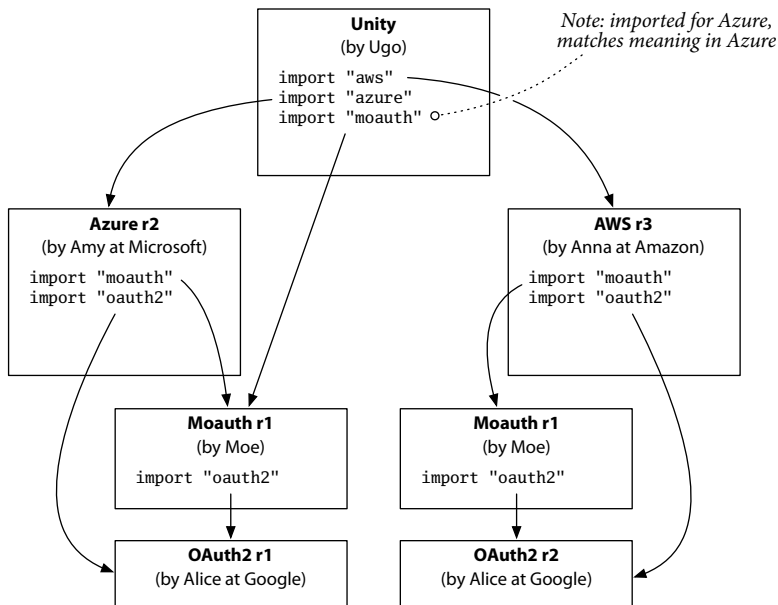 Unity
(by Ugo)
import "aws"
import "azure"
import "moauth"
Note: imported for Azure,
matches meaning in Azure
Azure r2
(by Amy at Microsoft)
import "moauth"
import "oauth2"
AWS r3
(by Anna at Amazon)
import "moauth"
import "oauth2"
Moauth r1
(by Moe)
import "oauth2"
Moauth r1
(by Moe)
import "oauth2"
OAuth2 r1
(by Alice at Google)
OAuth2 r2
(by Alice at Google)